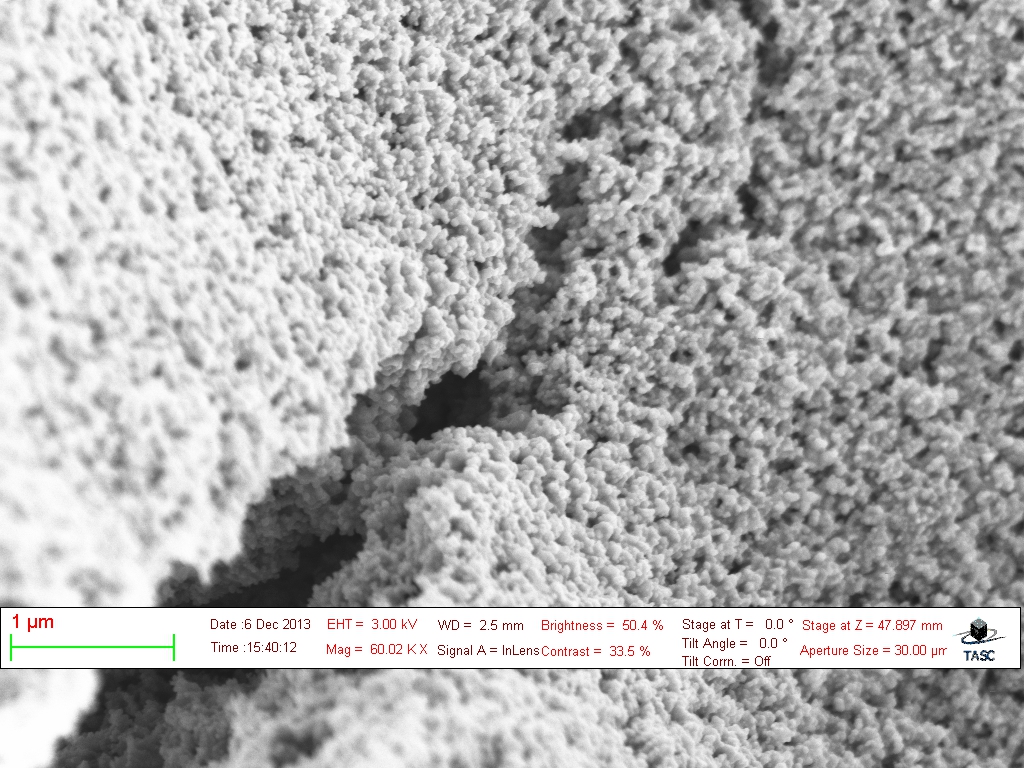 1 µm
Date :6 Dec 2013
Time :15:40:12
EHT = 3.00 kV
Mag = 60.02 K X
WD = 2.5 mm
Signal A = InLens
Brightness = 50.4 %
Contrast = 33.5 %
Stage at T = 0.0 °
Tilt Angle = 0.0 °
Tilt Corrn. = Off
Stage at Z = 47.897 mm
Aperture Size = 30.00 µm
TASC